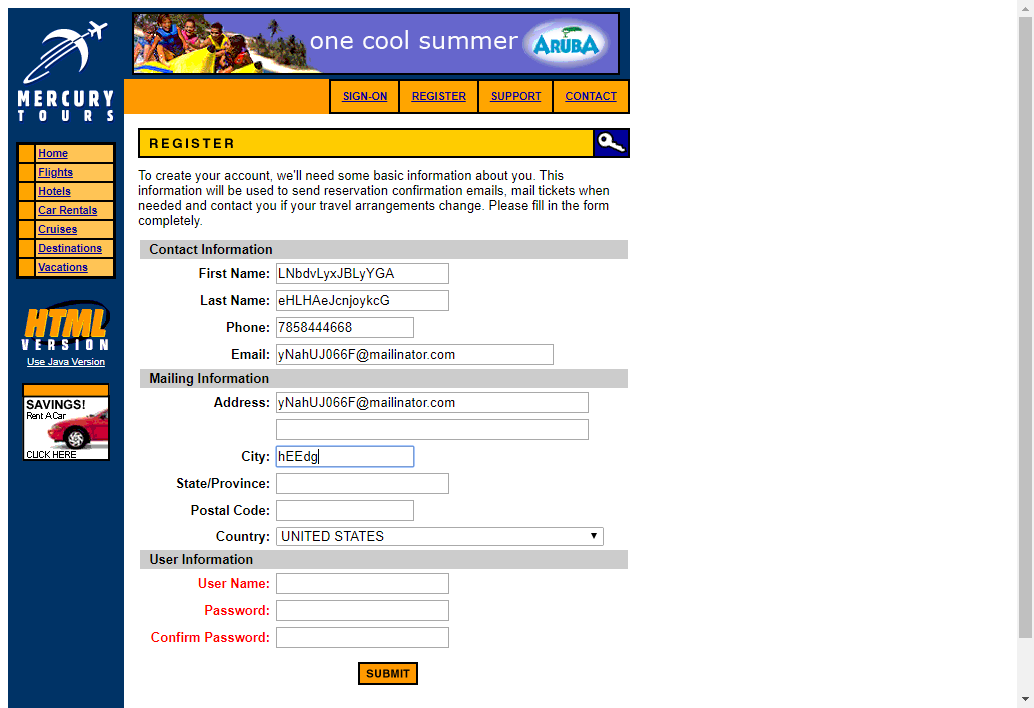 one cool summer ARUBA
MERCURY
TOURS
SIGN-ON REGISTER SUPPORT CONTACT
Home
Flights
Hotels
Car Rentals
Cruises
Destinations
Vacations
HTML
VERSION
Use Java Version
SAVINGS!
Rent A Car
CLICK HERE
REGISTER
To create your account, we'll need some basic information about you. This
information will be used to send reservation confirmation emails, mail tickets when
needed and contact you if your travel arrangements change. Please fill in the form
completely.
Contact Information
First Name: LNbdvLyxJBLyYGA
Last Name: eHLHAeJcnjoykcG
Phone: 7858444668
Email: yNahUJ066F@mailinator.com
Mailing Information
Address: yNahUJ066F@mailinator.com
City: hEEdg
State/Province:
Postal Code:
Country: UNITED STATES
User Information
User Name:
Password:
Confirm Password:
SUBMIT